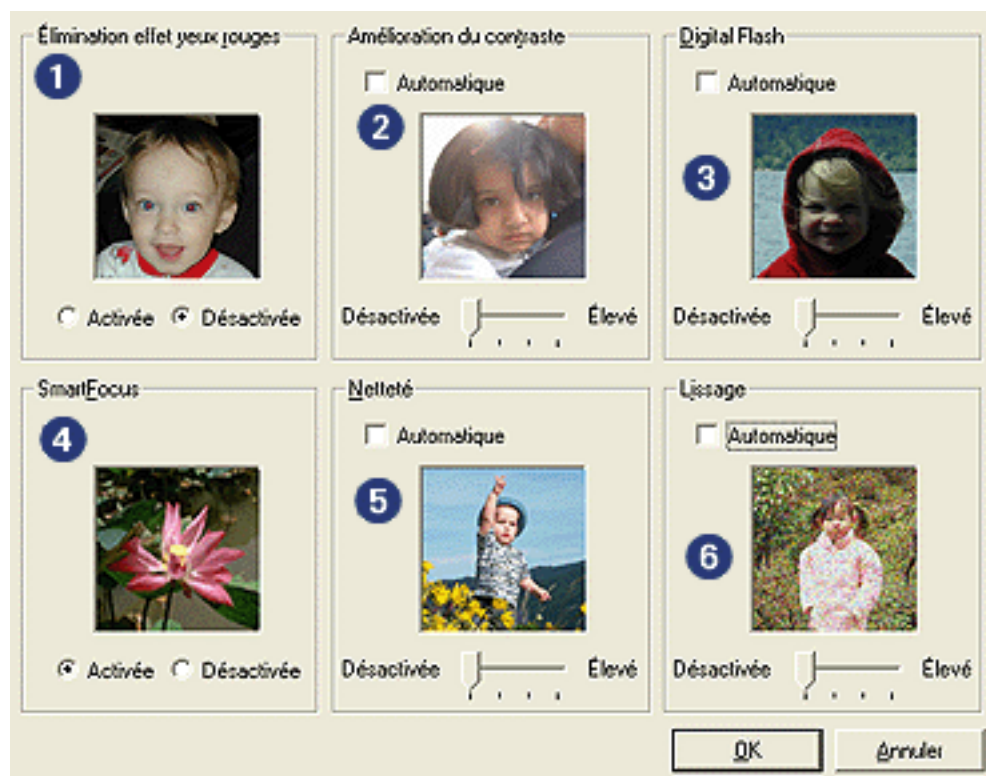 Élimination effet yeux rouges
1
Activée Désactivée
Amélioration du contraste
Automatique
2
Désactivée Élevé
Digital Flash
Automatique
3
Désactivée Élevé
SmartFocus
4
Activée Désactivée
Netteté
Automatique
5
Désactivée Élevé
Lissage
Automatique
6
Désactivée Élevé
OK Annuler